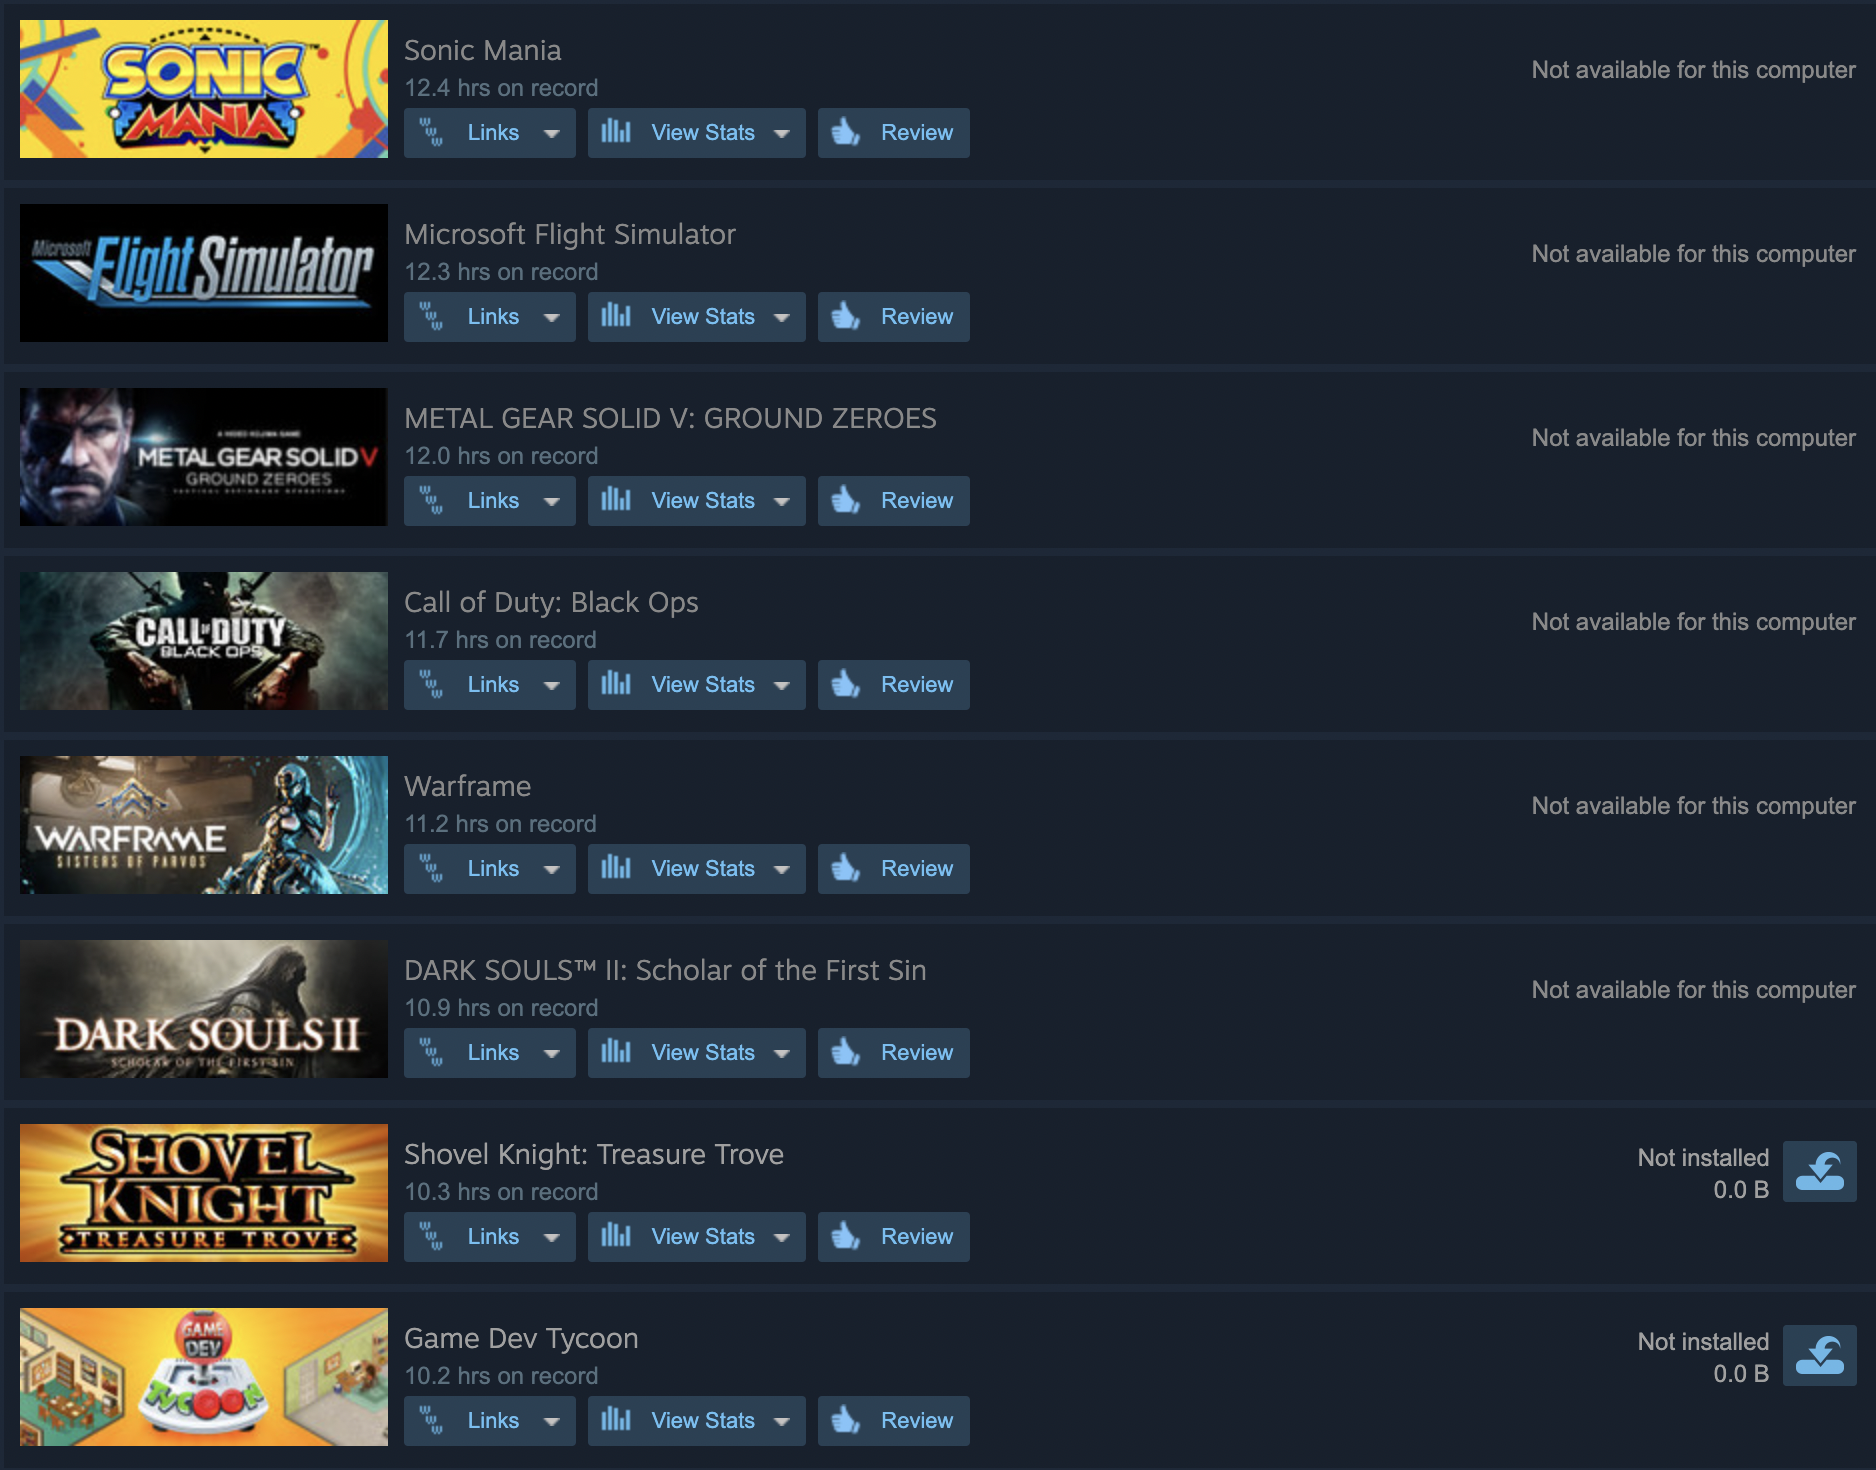 SONIC
MANIA
™
Sonic Mania
12.4 hrs on record
Links
View Stats
Review
Not available for this computer
Microsoft
Flight Simulator
Microsoft Flight Simulator
12.3 hrs on record
Links
View Stats
Review
Not available for this computer
A HIDEO KOJIMA GAME
METAL GEAR SOLID V
GROUND ZEROES
TACTICAL ESPIONAGE OPERATIONS
METAL GEAR SOLID V: GROUND ZEROES
12.0 hrs on record
Links
View Stats
Review
Not available for this computer
CALL OF DUTY
BLACK OPS
Call of Duty: Black Ops
11.7 hrs on record
Links
View Stats
Review
Not available for this computer
WARFRAME
SISTERS OF PARVOS
Warframe
11.2 hrs on record
Links
View Stats
Review
Not available for this computer
DARK SOULS II
SCHOLAR OF THE FIRST SIN
DARK SOULS™ II: Scholar of the First Sin
10.9 hrs on record
Links
View Stats
Review
Not available for this computer
SHOVEL
KNIGHT
TREASURE TROVE
Shovel Knight: Treasure Trove
10.3 hrs on record
Links
View Stats
Review
Not installed
0.0 B
GAME
DEV
TYCOON
Game Dev Tycoon
10.2 hrs on record
Links
View Stats
Review
Not installed
0.0 B